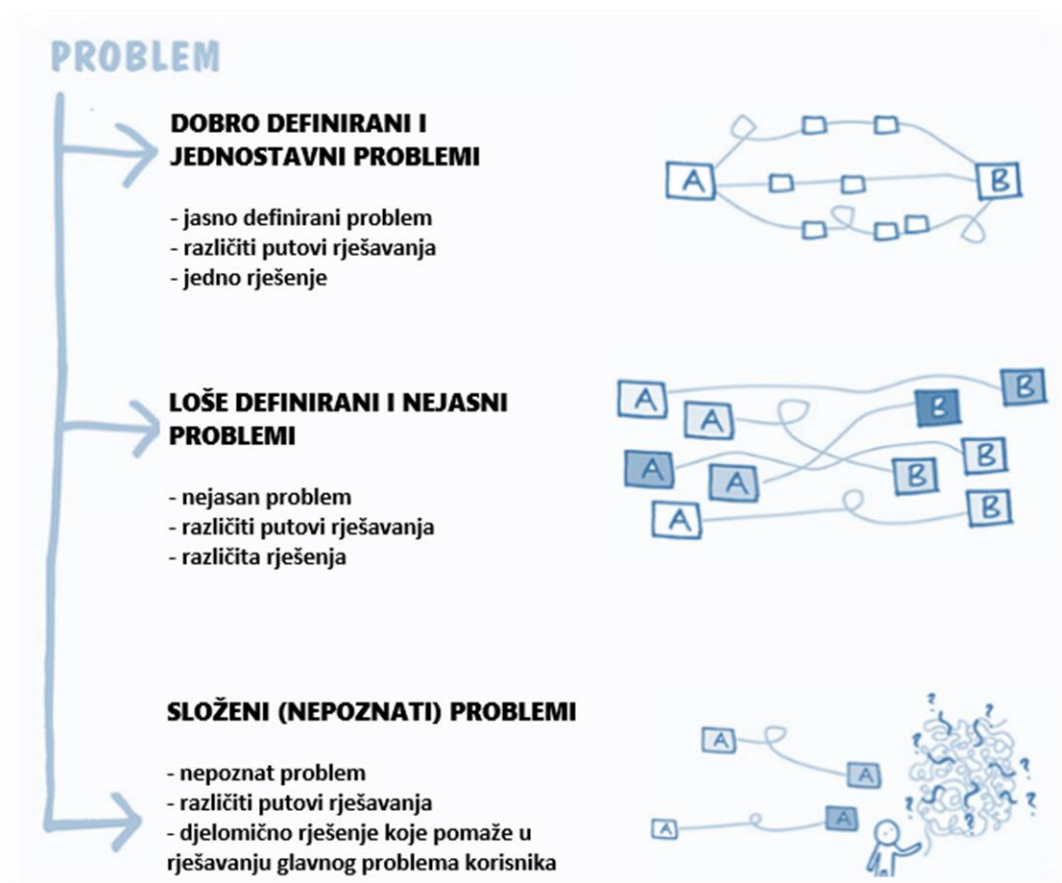 PROBLEM
DOBRO DEFINIRANI I
JEDNOSTAVNI PROBLEMI
- jasno definirani problem
- različiti putovi rješavanja
- jedno rješenje
A
B
LOŠE DEFINIRANI I NEJASNI
PROBLEMI
- nejasan problem
- različiti putovi rješavanja
- različita rješenja
A
A
A
A
A
B
B
B
B
B
SLOŽENI (NEPOZNATI) PROBLEMI
- nepoznat problem
- različiti putovi rješavanja
- djelomično rješenje koje pomaže u
rješavanju glavnog problema korisnika
A
A
A
A
? ? ? ? ? ? ?